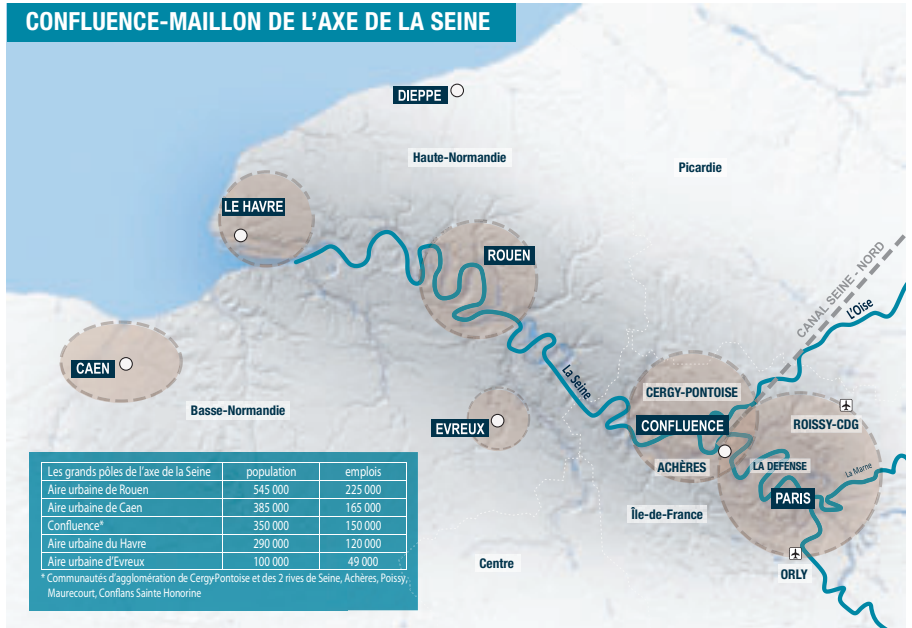 CONFLUENCE-MAILLON DE L'AXE DE LA SEINE
DIEPPE
Haute-Normandie
Picardie
LE HAVRE
ROUEN
CANAL SEINE - NORD
L'Oise
CAEN
La Seine
CERGY-PONTOISE
Basse-Normandie
EVREUX
CONFLUENCE
ROISSY-CDG
ACHÈRES
LA DEFENSE
La Marne
PARIS
Île-de-France
Centre
ORLY
Les grands pôles de l'axe de la Seine population emplois
Aire urbaine de Rouen 545 000 225 000
Aire urbaine de Caen 385 000 165 000
Confluence* 350 000 150 000
Aire urbaine du Havre 290 000 120 000
Aire urbaine d'Evreux 100 000 49 000
* Communautés d'agglomération de Cergy-Pontoise et des 2 rives de Seine, Achères, Poissy,
Maurecourt, Conflans Sainte Honorine